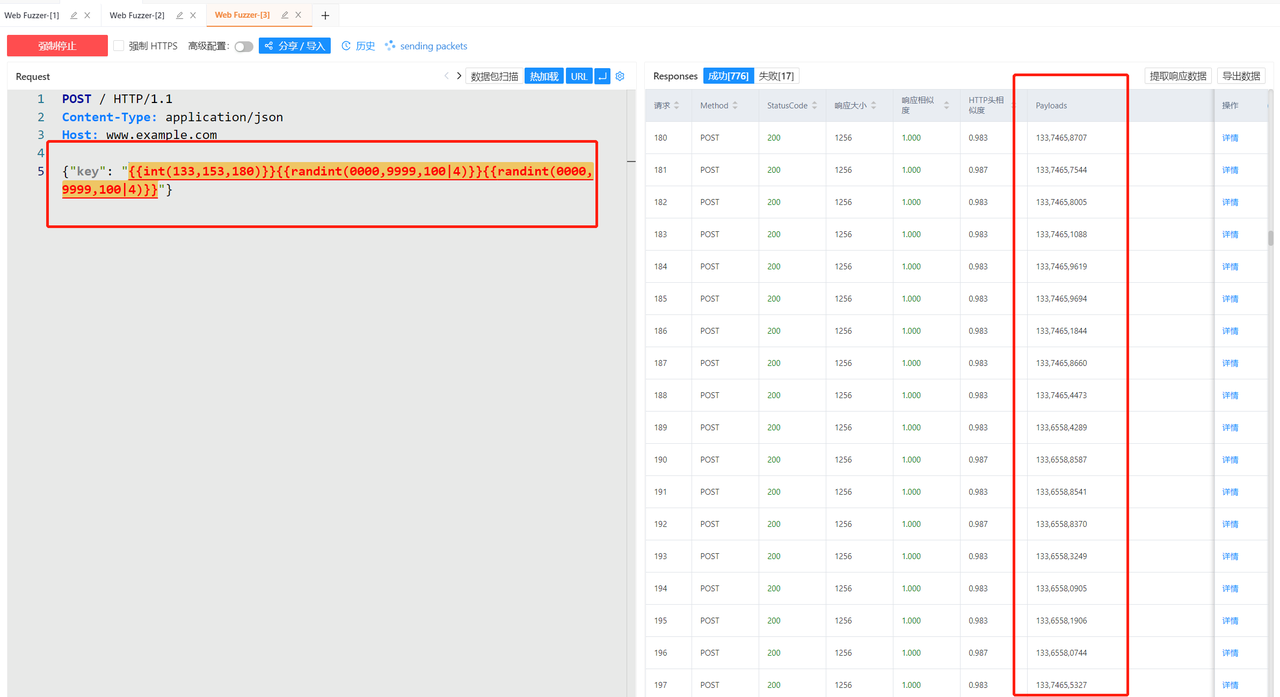 Web Fuzzer-[1] Web Fuzzer-[2] Web Fuzzer-[3]
强制停止 强制 HTTPS 高级配置: 分享 / 导入 历史 sending packets
Request 数据包扫描 热加载 URL
1 POST / HTTP/1.1
2 Content-Type: application/json
3 Host: www.example.com
4
5 {"key": "{{int(133,153,180)}}{{randint(0000,9999,100|4)}}{{randint(0000,
9999,100|4)}}"}
Responses 成功[776] 失败[17] 提取响应数据 导出数据
请求 Method StatusCode 响应大小 响应相似度 HTTP头相似度 Payloads 操作
180 POST 200 1256 1.000 0.983 133,7465,8707 详情
181 POST 200 1256 1.000 0.987 133,7465,7544 详情
182 POST 200 1256 1.000 0.983 133,7465,8005 详情
183 POST 200 1256 1.000 0.983 133,7465,1088 详情
184 POST 200 1256 1.000 0.983 133,7465,9619 详情
185 POST 200 1256 1.000 0.983 133,7465,9694 详情
186 POST 200 1256 1.000 0.983 133,7465,1844 详情
187 POST 200 1256 1.000 0.983 133,7465,8660 详情
188 POST 200 1256 1.000 0.983 133,7465,4473 详情
189 POST 200 1256 1.000 0.983 133,6558,4289 详情
190 POST 200 1256 1.000 0.987 133,6558,8587 详情
191 POST 200 1256 1.000 0.983 133,6558,8541 详情
192 POST 200 1256 1.000 0.987 133,6558,8370 详情
193 POST 200 1256 1.000 0.983 133,6558,3249 详情
194 POST 200 1256 1.000 0.983 133,6558,0905 详情
195 POST 200 1256 1.000 0.983 133,6558,1906 详情
196 POST 200 1256 1.000 0.987 133,6558,0744 详情
197 POST 200 1256 1.000 0.983 133,7465,5327 详情